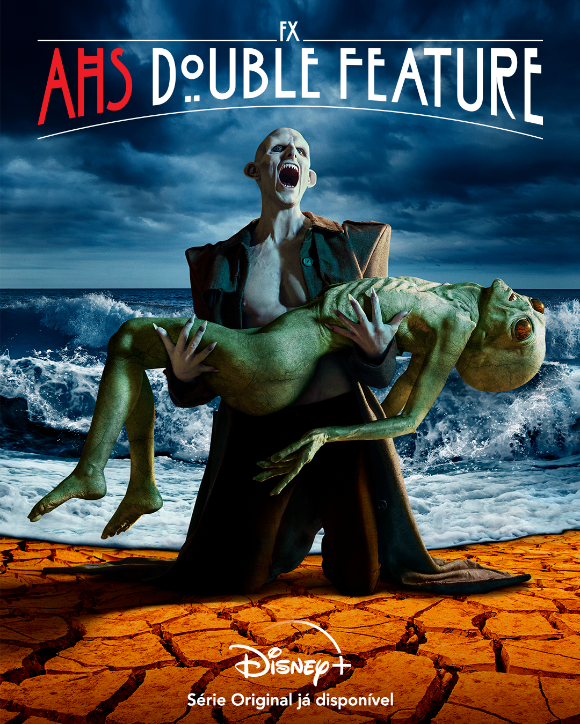 FX
AHS DOUBLE FEATURE
Disney+
Série Original já disponível